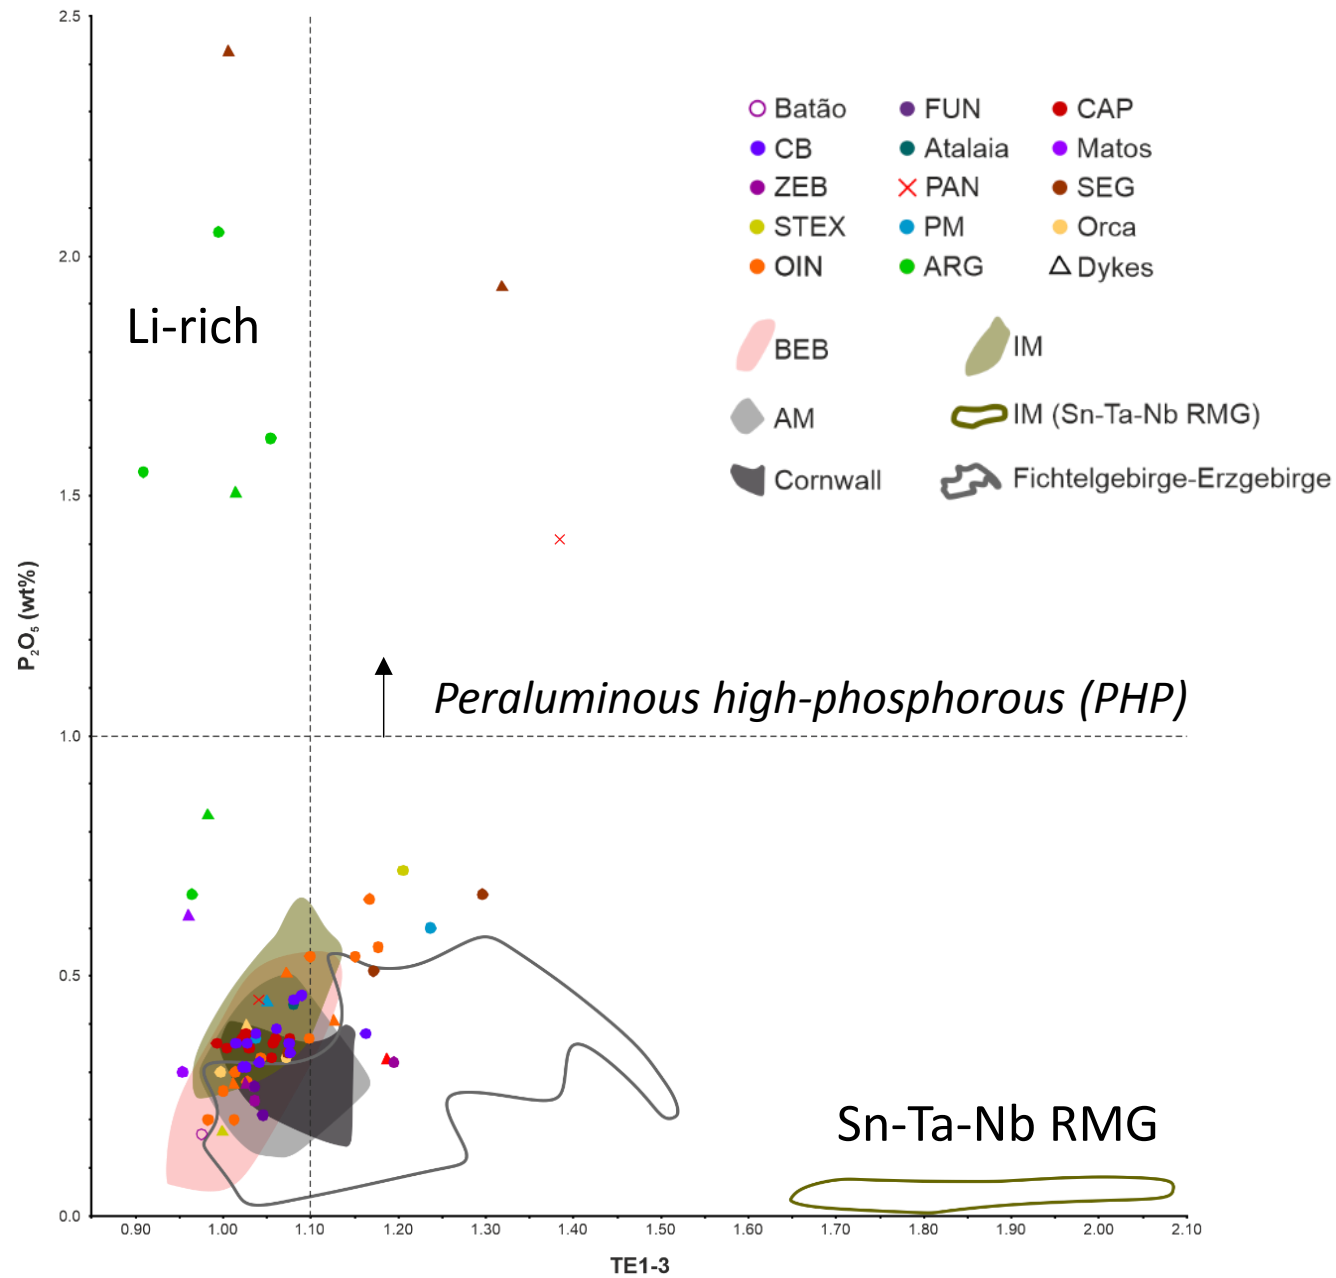 2.5
Batão FUN CAP
CB Atalaia Matos
ZEB PAN SEG
STEX PM Orca
OIN ARG Dykes
2.0
Li-rich
BEB IM
AM IM (Sn-Ta-Nb RMG)
Cornwall Fichtelgebirge-Erzgebirge
1.5
P₂O₅ (wt%)
Peraluminous high-phosphorous (PHP)
1.0
0.5
Sn-Ta-Nb RMG
0.0
0.90 1.00 1.10 1.20 1.30 1.40 1.50 1.60 1.70 1.80 1.90 2.00 2.10
TE1-3